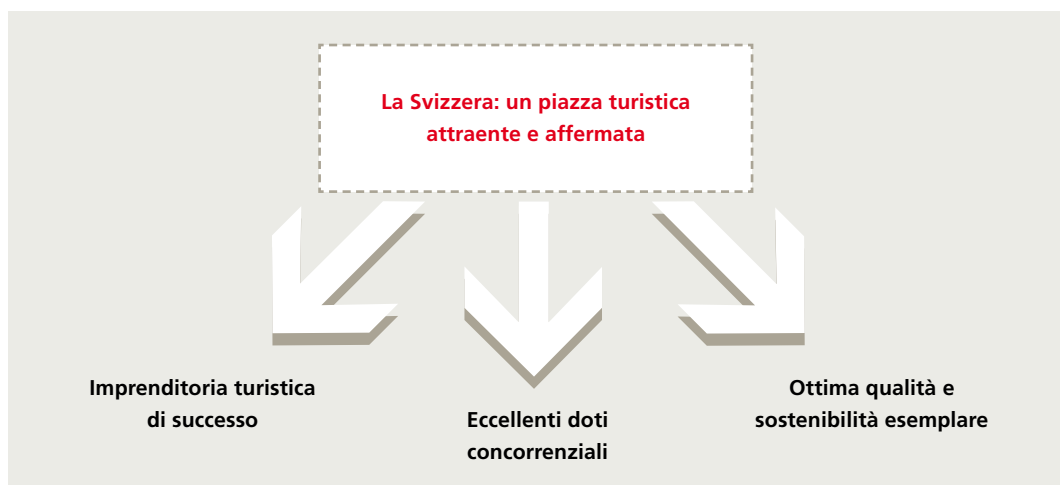 La Svizzera: un piazza turistica
attraente e affermata
Imprenditoria turistica
di successo
Eccellenti doti
concorrenziali
Ottima qualità e
sostenibilità esemplare